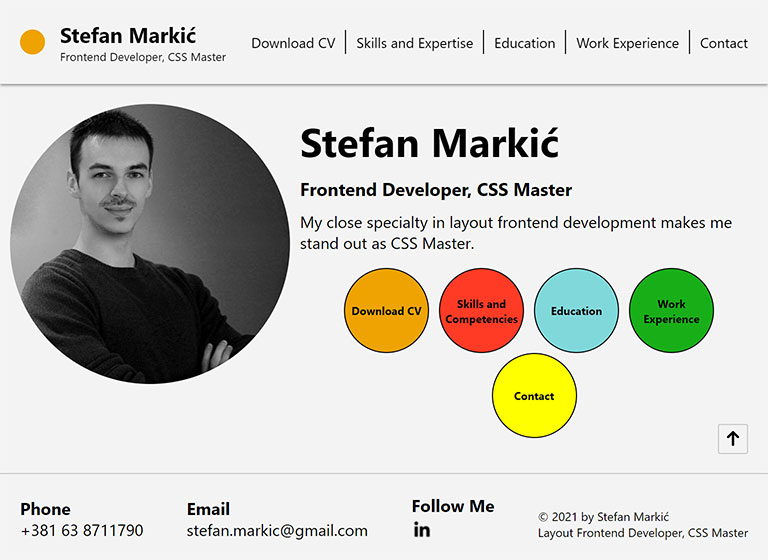 Stefan Markić
Frontend Developer, CSS Master
Download CV
Skills and Expertise
Education
Work Experience
Contact
Stefan Markić
Frontend Developer, CSS Master
My close specialty in layout frontend development makes me
stand out as CSS Master.
Download CV
Skills and
Competencies
Education
Work
Experience
Contact
Phone
+381 63 8711790
Email
stefan.markic@gmail.com
Follow Me
in
© 2021 by Stefan Markić
Layout Frontend Developer, CSS Master